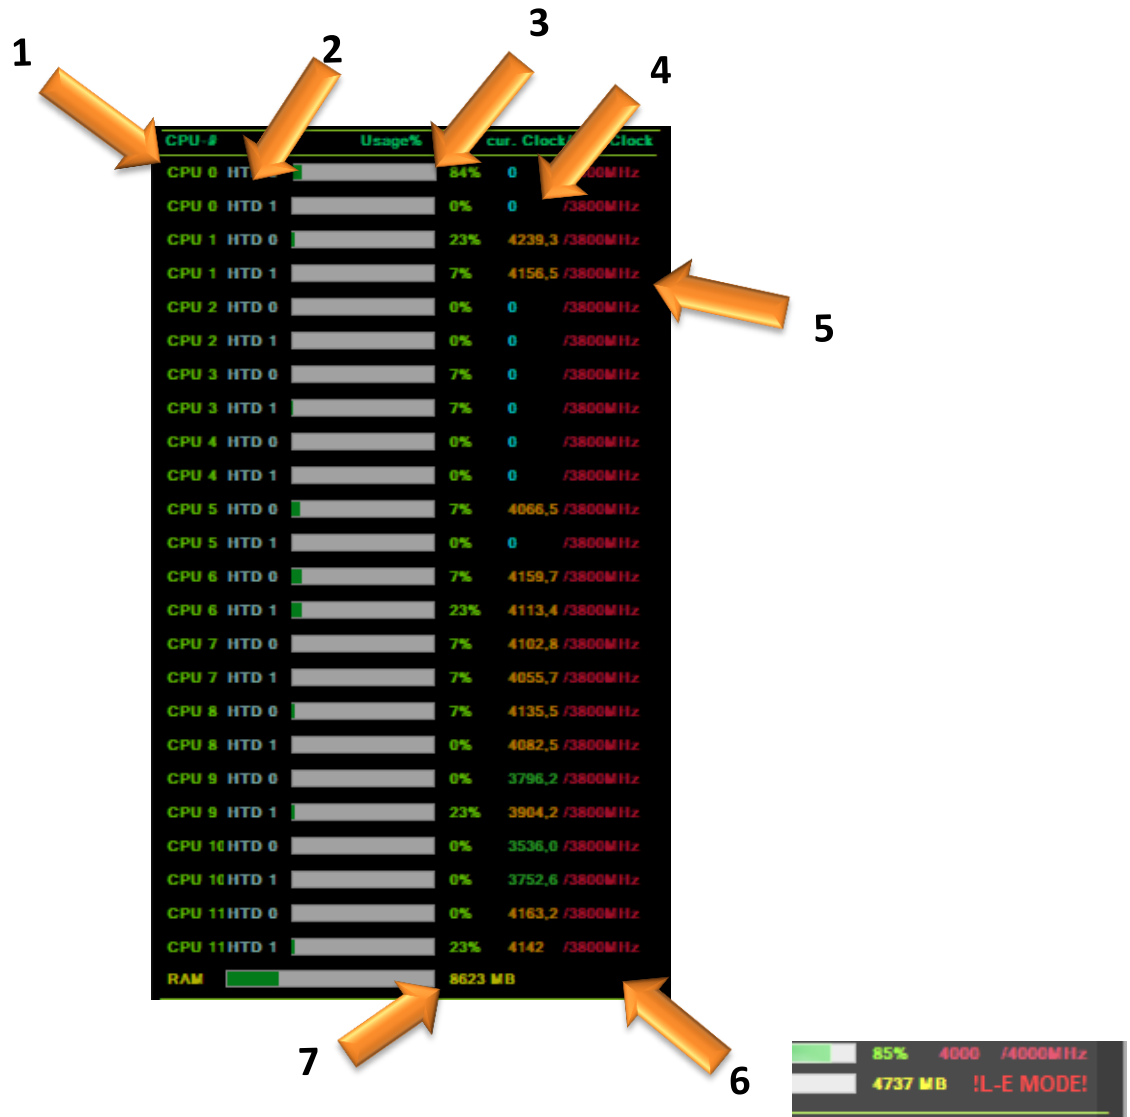 3
1
2
4
CPU-# Usage% cur. Clock/ Clock
CPU 0 HT 84% 0 00MHz
CPU 0 HTD 1 0% 0 /3800MHz
CPU 1 HTD 0 23% 4239,3 /3800MHz
CPU 1 HTD 1 7% 4156,5 /3800MHz
CPU 2 HTD 0 0% 0 /3800MHz
5
CPU 2 HTD 1 0% 0 /3800MHz
CPU 3 HTD 0 7% 0 /3800MHz
CPU 3 HTD 1 7% 0 /3800MHz
CPU 4 HTD 0 0% 0 /3800MHz
CPU 4 HTD 1 0% 0 /3800MHz
CPU 5 HTD 0 7% 4066,5 /3800MHz
CPU 5 HTD 1 0% 0 /3800MHz
CPU 6 HTD 0 7% 4159,7 /3800MHz
CPU 6 HTD 1 23% 4113,4 /3800MHz
CPU 7 HTD 0 7% 4102,8 /3800MHz
CPU 7 HTD 1 7% 4055,7 /3800MHz
CPU 8 HTD 0 7% 4135,5 /3800MHz
CPU 8 HTD 1 0% 4082,5 /3800MHz
CPU 9 HTD 0 0% 3796,2 /3800MHz
CPU 9 HTD 1 23% 3904,2 /3800MHz
CPU 10 HTD 0 0% 3536,0 /3800MHz
CPU 10 HTD 1 0% 3752,6 /3800MHz
CPU 11 HTD 0 0% 4163,2 /3800MHz
CPU 11 HTD 1 23% 4142 /3800MHz
RAM 8623 MB
7
6
85% 4000 /4000MHz
4737 MB !L-E MODE!